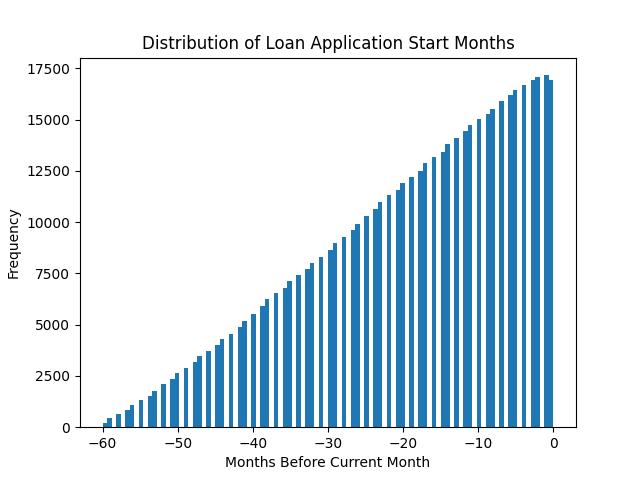 Distribution of Loan Application Start Months
17500
15000
12500
10000
7500
5000
2500
0
Frequency
−60 −50 −40 −30 −20 −10 0
Months Before Current Month